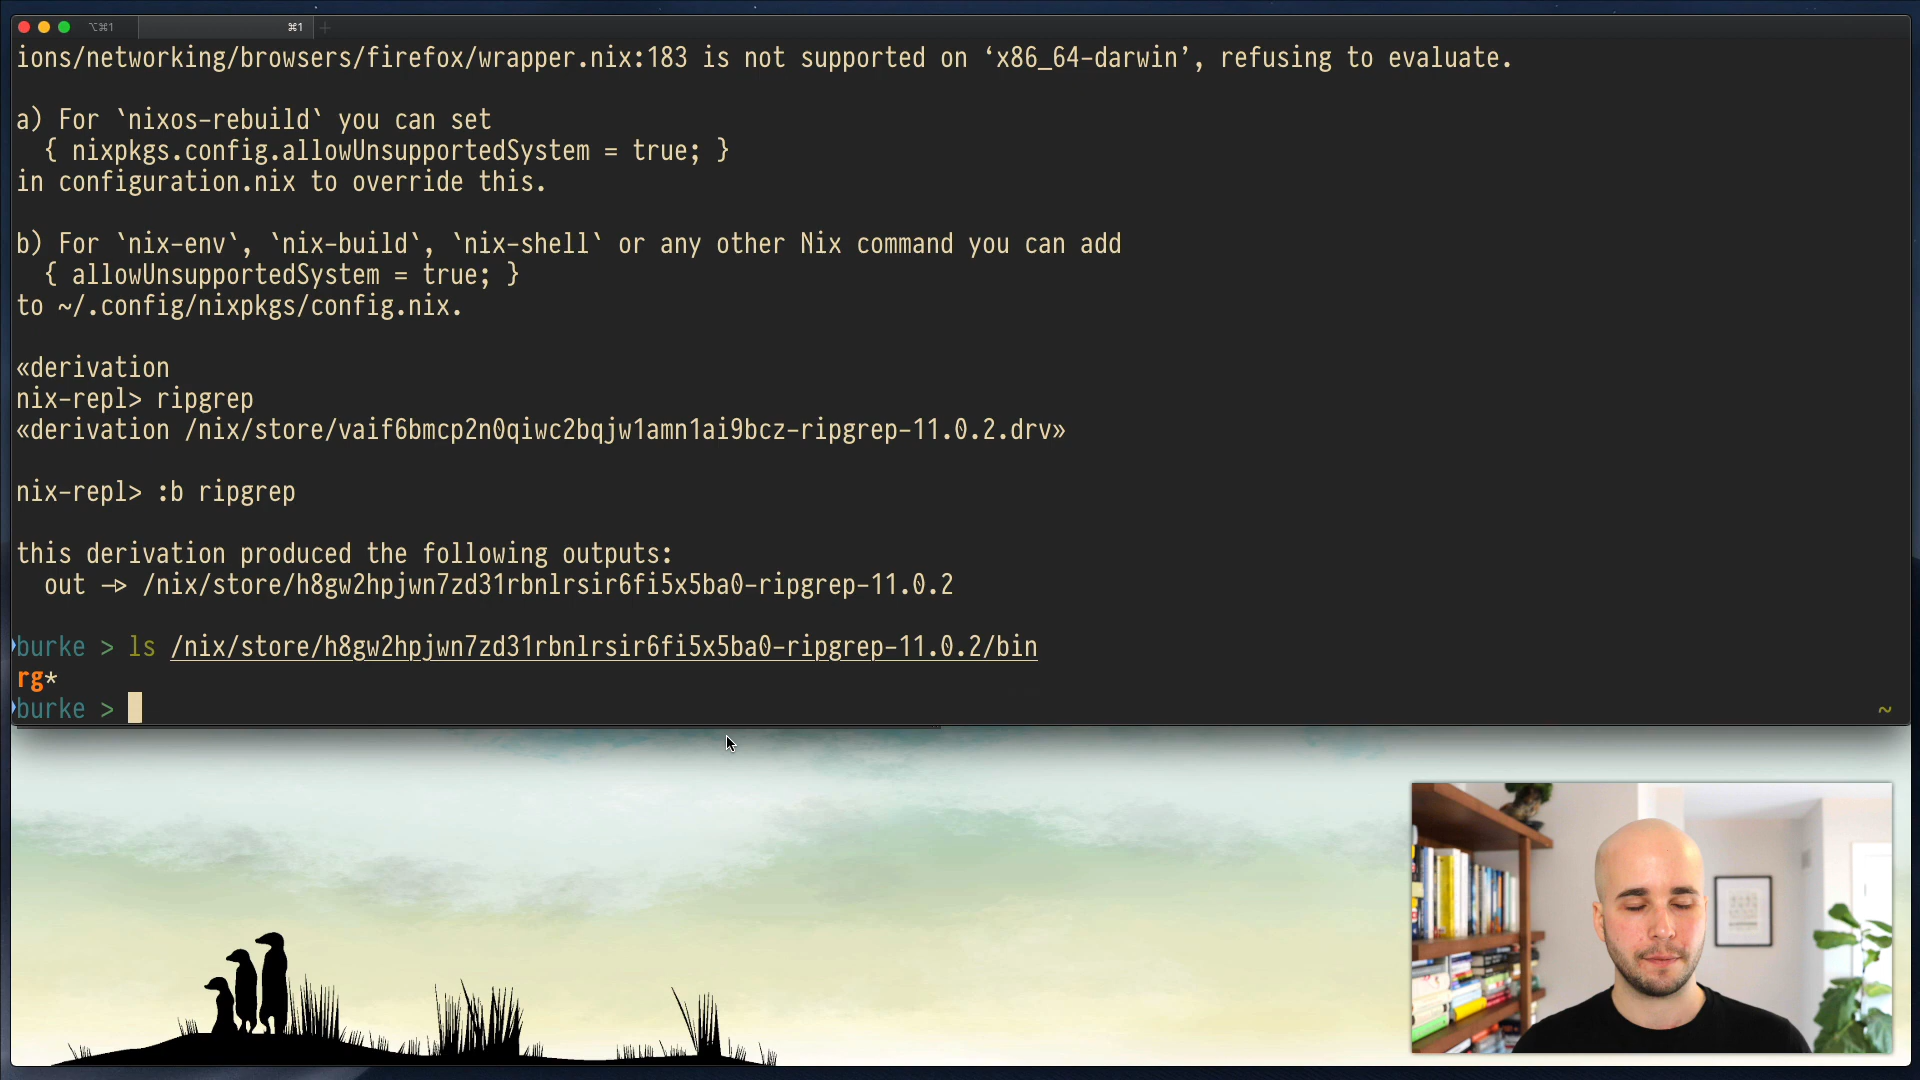 ⌥⌘1
⌘1
ions/networking/browsers/firefox/wrapper.nix:183 is not supported on ‘x86_64-darwin’, refusing to evaluate.
a) For `nixos-rebuild` you can set
{ nixpkgs.config.allowUnsupportedSystem = true; }
in configuration.nix to override this.
b) For `nix-env`, `nix-build`, `nix-shell` or any other Nix command you can add
{ allowUnsupportedSystem = true; }
to ~/.config/nixpkgs/config.nix.
«derivation
nix-repl> ripgrep
«derivation /nix/store/vaif6bmcp2n0qiwc2bqjw1amn1ai9bcz-ripgrep-11.0.2.drv»
nix-repl> :b ripgrep
this derivation produced the following outputs:
out -> /nix/store/h8gw2hpjwn7zd31rbnlrsir6fi5x5ba0-ripgrep-11.0.2
burke > ls /nix/store/h8gw2hpjwn7zd31rbnlrsir6fi5x5ba0-ripgrep-11.0.2/bin
rg*
burke > ~